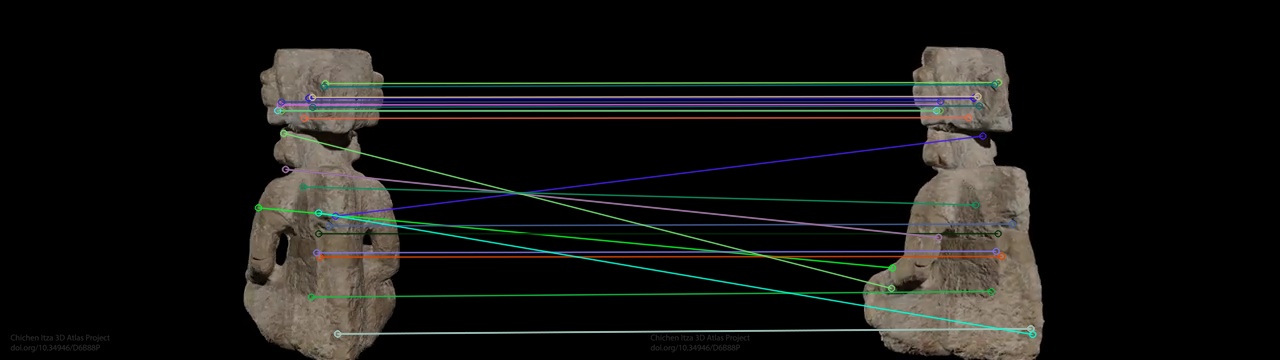 Chichen Itza 3D Atlas Project
doi.org/10.34946/D6B88P
Chichen Itza 3D Atlas Project
doi.org/10.34946/D6B88P